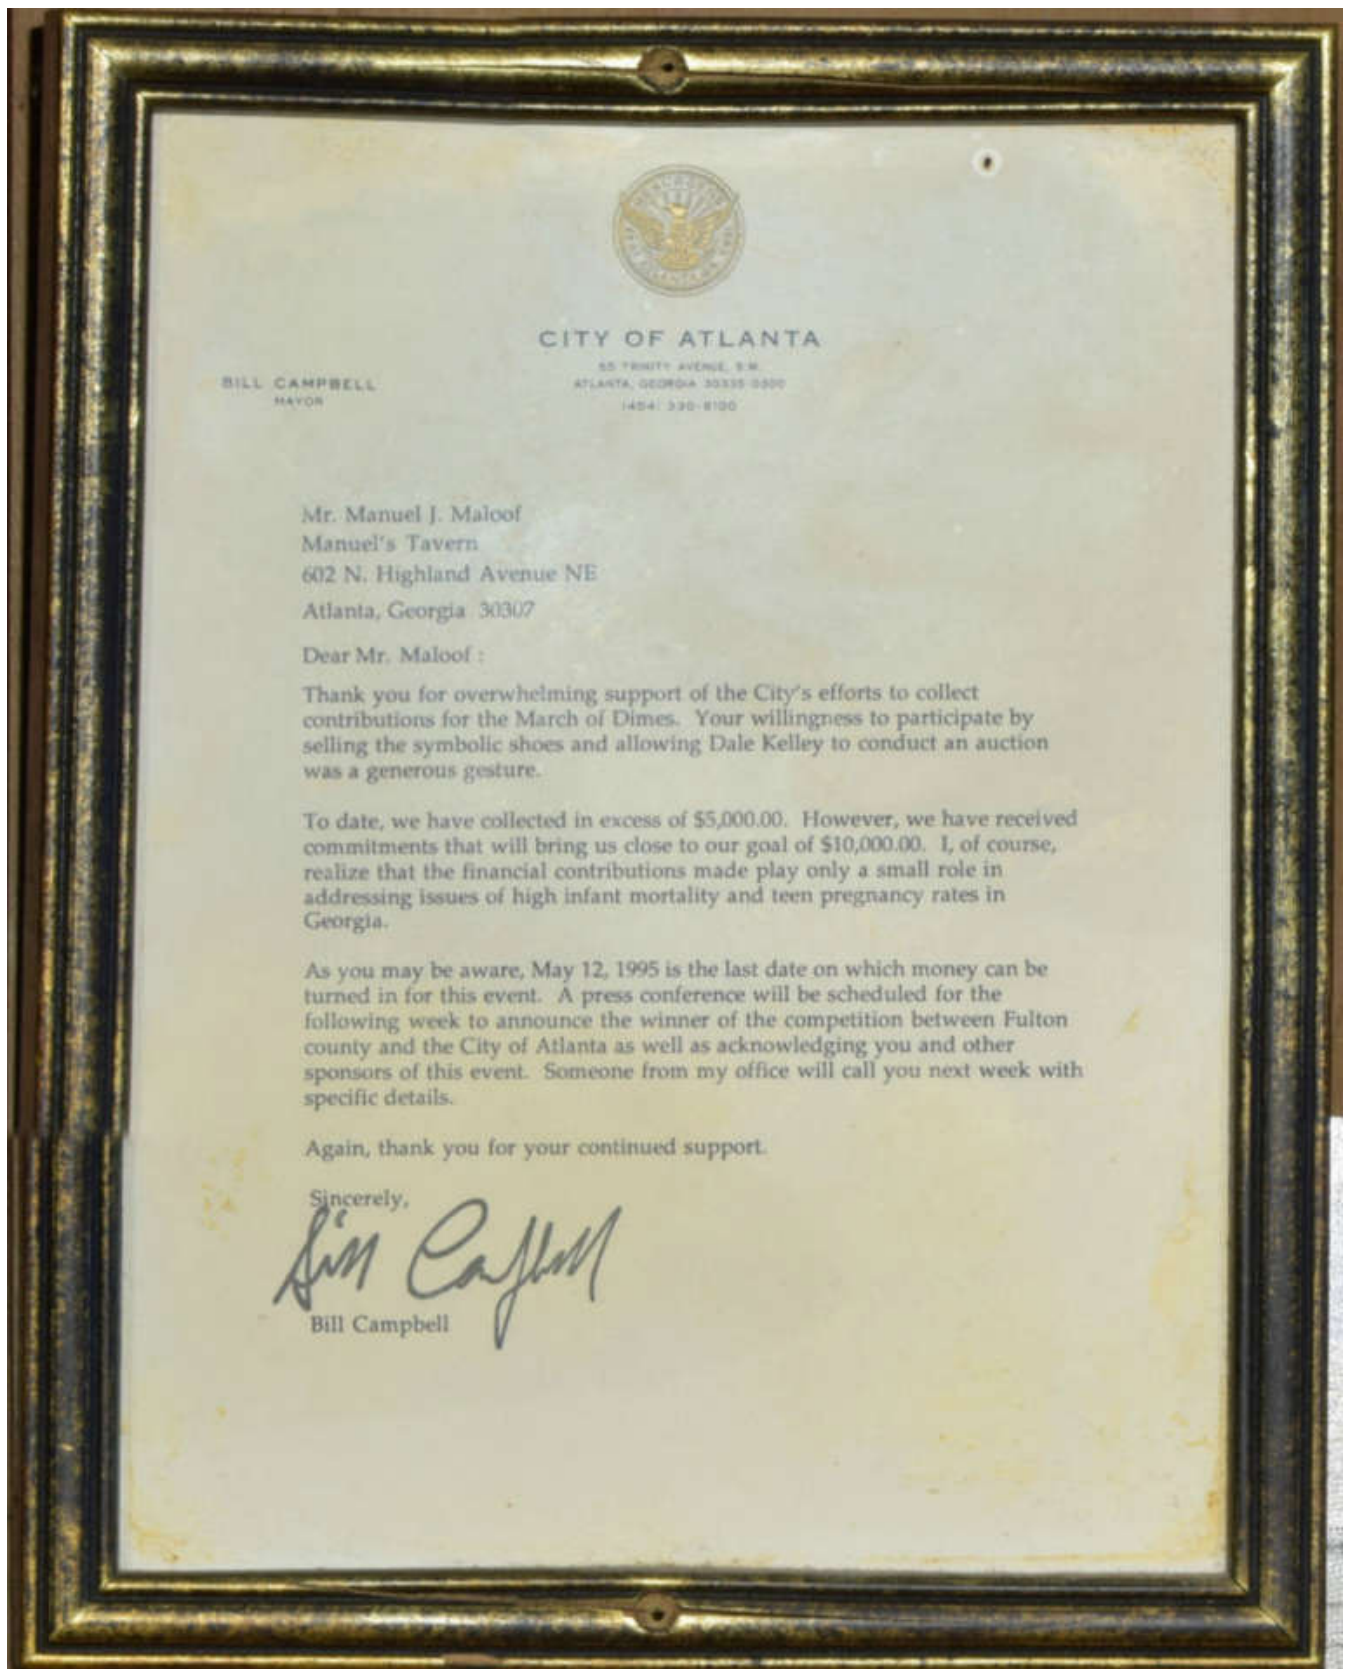 RESURGENS
CITY OF ATLANTA
55 TRINITY AVENUE, S.W.
BILL CAMPBELL
ATLANTA, GEORGIA 30335-0300
MAYOR
(404) 330-6100
Mr. Manuel J. Maloof
Manuel's Tavern
602 N. Highland Avenue NE
Atlanta, Georgia 30307
Dear Mr. Maloof :
Thank you for overwhelming support of the City's efforts to collect
contributions for the March of Dimes. Your willingness to participate by
selling the symbolic shoes and allowing Dale Kelley to conduct an auction
was a generous gesture.
To date, we have collected in excess of $5,000.00. However, we have received
commitments that will bring us close to our goal of $10,000.00. I, of course,
realize that the financial contributions made play only a small role in
addressing issues of high infant mortality and teen pregnancy rates in
Georgia.
As you may be aware, May 12, 1995 is the last date on which money can be
turned in for this event. A press conference will be scheduled for the
following week to announce the winner of the competition between Fulton
county and the City of Atlanta as well as acknowledging you and other
sponsors of this event. Someone from my office will call you next week with
specific details.
Again, thank you for your continued support.
Sincerely,
Bill Campbell
Bill Campbell